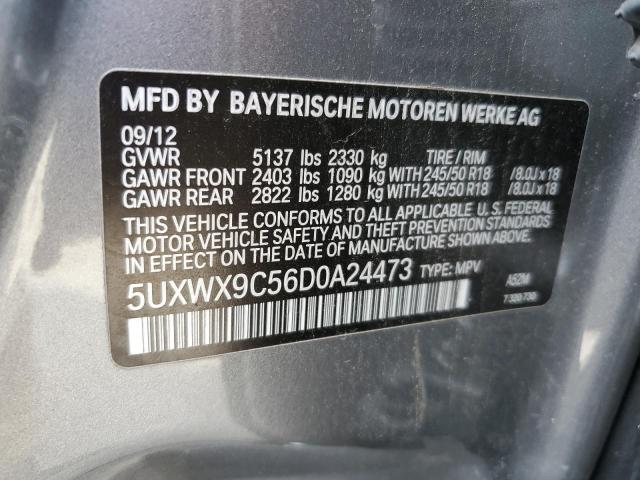 MFD BY BAYERISCHE MOTOREN WERKE AG
09/12
GVWR 5137 lbs 2330 kg TIRE / RIM
GAWR FRONT 2403 lbs 1090 kg WITH 245/50 R18 /8.0J x 18
GAWR REAR 2822 lbs 1280 kg WITH 245/50 R18 /8.0J x 18
THIS VEHICLE CONFORMS TO ALL APPLICABLE U. S. FEDERAL
MOTOR VEHICLE SAFETY AND THEFT PREVENTION STANDARDS
IN EFFECT ON THE DATE OF MANUFACTURE SHOWN ABOVE.
5UXWX9C56D0A24473 TYPE: MPV
A52M
7 320 730